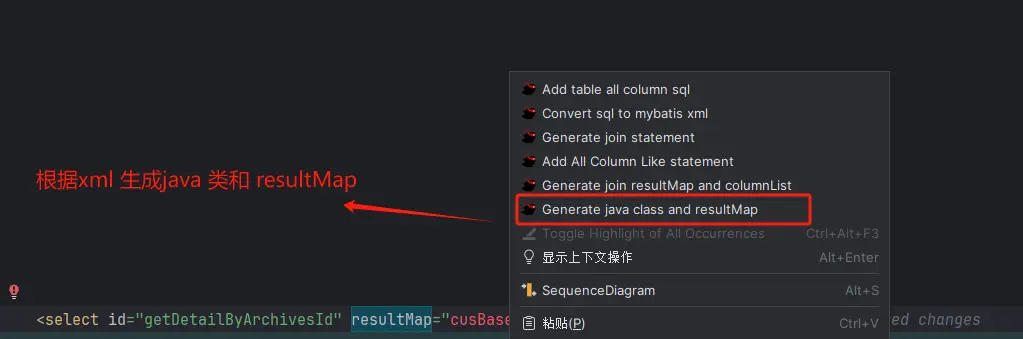 Add table all column sql
Convert sql to mybatis xml
Generate join statement
Add All Column Like statement
Generate join resultMap and columnList
根据xml 生成java 类和 resultMap
Generate java class and resultMap
Toggle Highlight of All Occurrences Ctrl+Alt+F3
显示上下文操作 Alt+Enter
SequenceDiagram Alt+S
<select id="getDetailByArchivesId" resultMap="cusBase ed changes
粘贴(P) Ctrl+V